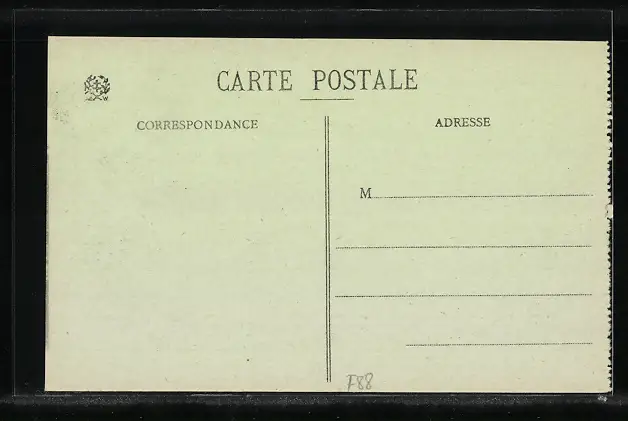 CARTE POSTALE
CORRESPONDANCE
ADRESSE
M
F88